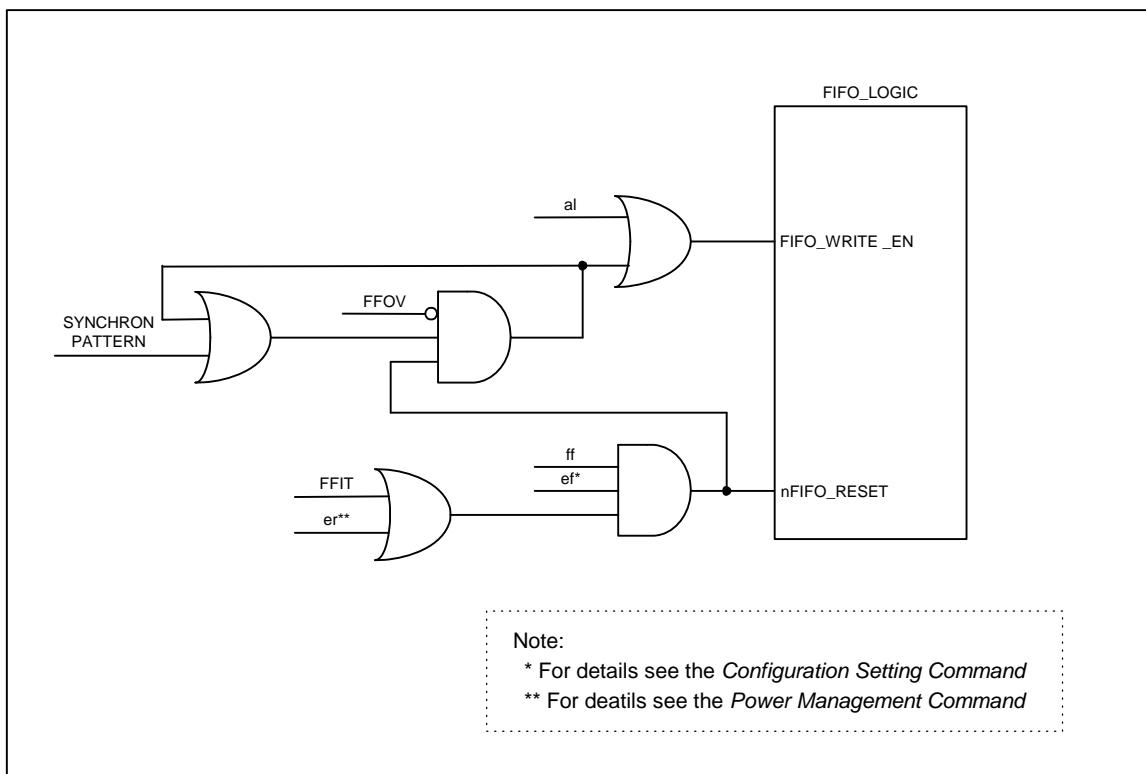 FIFO_LOGIC
al
FIFO_WRITE _EN
FFOV
SYNCHRON
PATTERN
ff
ef*
FFIT
er**
nFIFO_RESET
Note:
* For details see the Configuration Setting Command
** For deatils see the Power Management Command